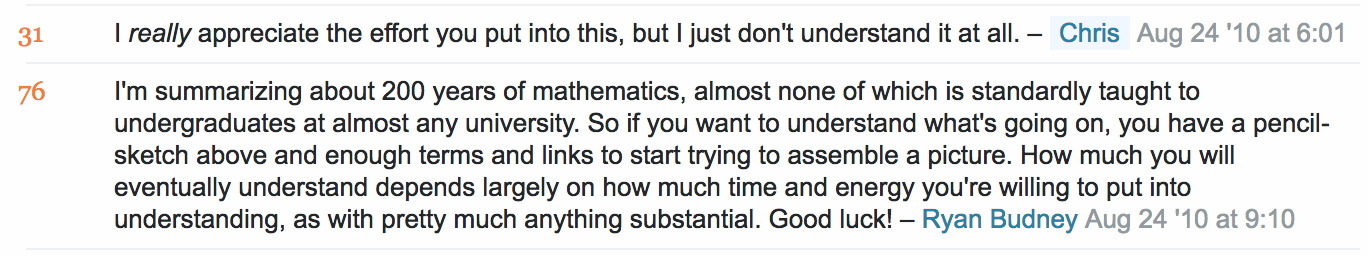 31 I really appreciate the effort you put into this, but I just don't understand it at all. – Chris Aug 24 '10 at 6:01
76 I'm summarizing about 200 years of mathematics, almost none of which is standardly taught to
undergraduates at almost any university. So if you want to understand what's going on, you have a pencil-
sketch above and enough terms and links to start trying to assemble a picture. How much you will
eventually understand depends largely on how much time and energy you're willing to put into
understanding, as with pretty much anything substantial. Good luck! – Ryan Budney Aug 24 '10 at 9:10